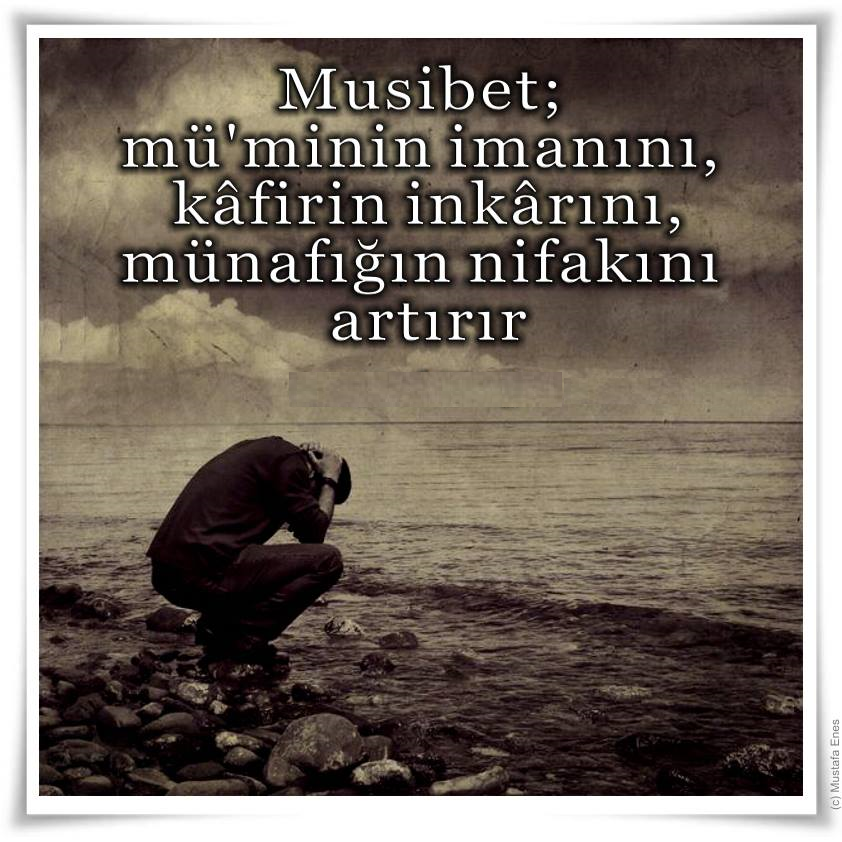 Musibet;
mü'minin imanını,
kâfirin inkârını,
münafığın nifakını
artırır
(c) Mustafa Enes